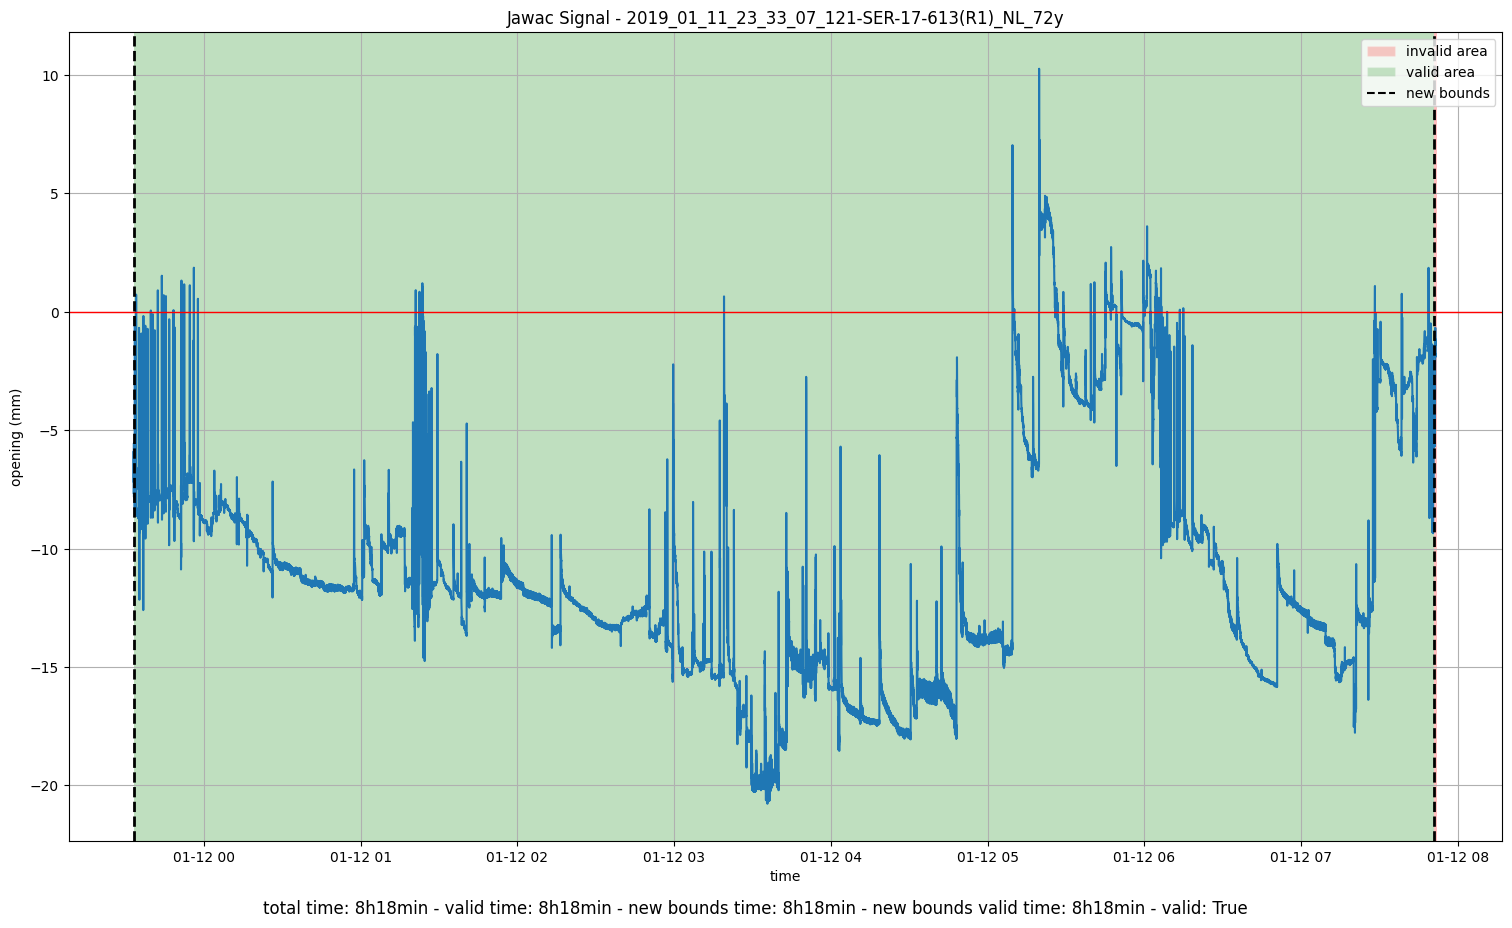 Jawac Signal - 2019_01_11_23_33_07_121-SER-17-613(R1)_NL_72y
invalid area
valid area
new bounds
10
5
0
−5
−10
−15
−20
opening (mm)
01-12 00
01-12 01
01-12 02
01-12 03
01-12 04
01-12 05
01-12 06
01-12 07
01-12 08
time
total time: 8h18min - valid time: 8h18min - new bounds time: 8h18min - new bounds valid time: 8h18min - valid: True